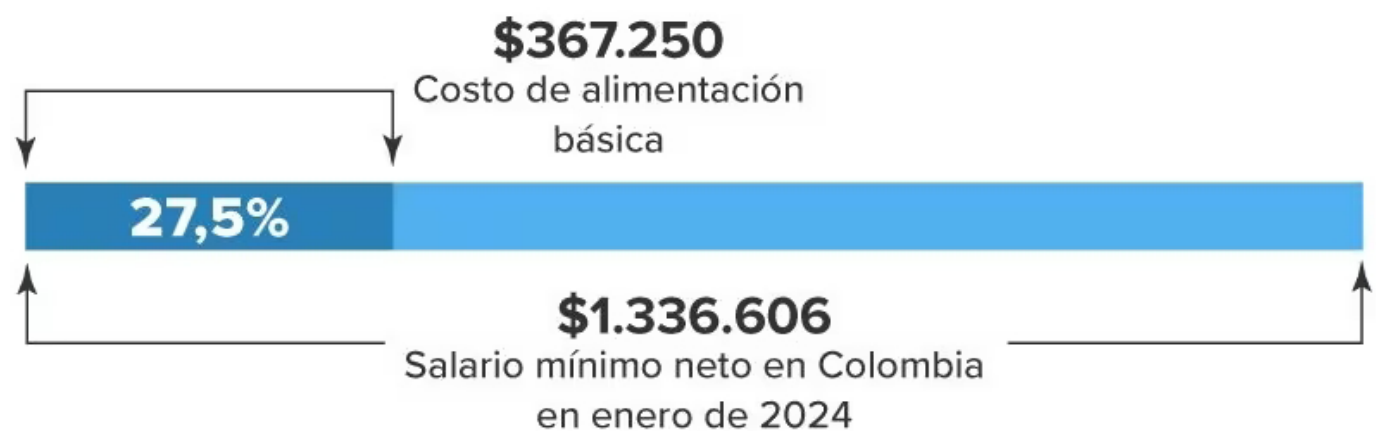 $367.250
Costo de alimentación
básica
27,5%
$1.336.606
Salario mínimo neto en Colombia
en enero de 2024